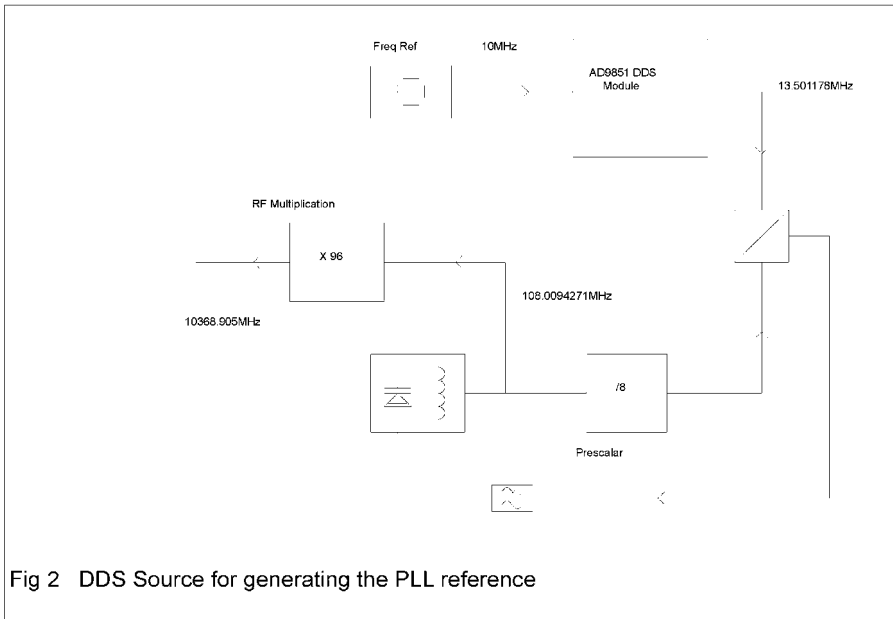 Freq Ref
10MHz
AD9851 DDS
Module
13.501178MHz
RF Multiplication
X 96
108.0094271MHz
10368.905MHz
/8
Prescalar
Fig 2 DDS Source for generating the PLL reference